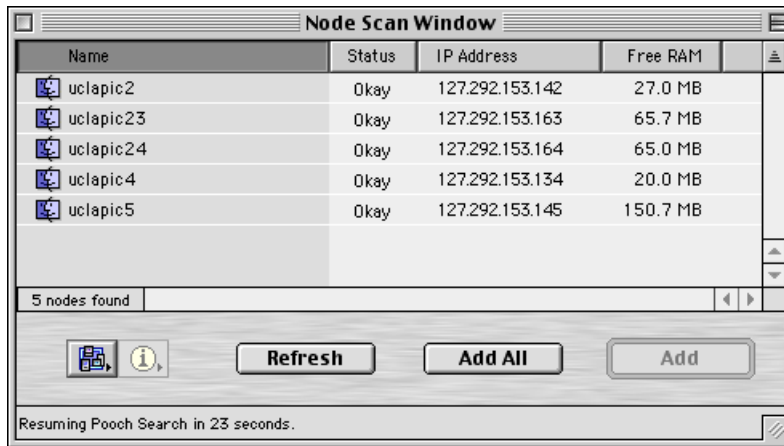 Node Scan Window
Name Status IP Address Free RAM
uclapic2 Okay 127.292.153.142 27.0 MB
uclapic23 Okay 127.292.153.163 65.7 MB
uclapic24 Okay 127.292.153.164 65.0 MB
uclapic4 Okay 127.292.153.134 20.0 MB
uclapic5 Okay 127.292.153.145 150.7 MB
5 nodes found
Refresh Add All Add
Resuming Pooch Search in 23 seconds.